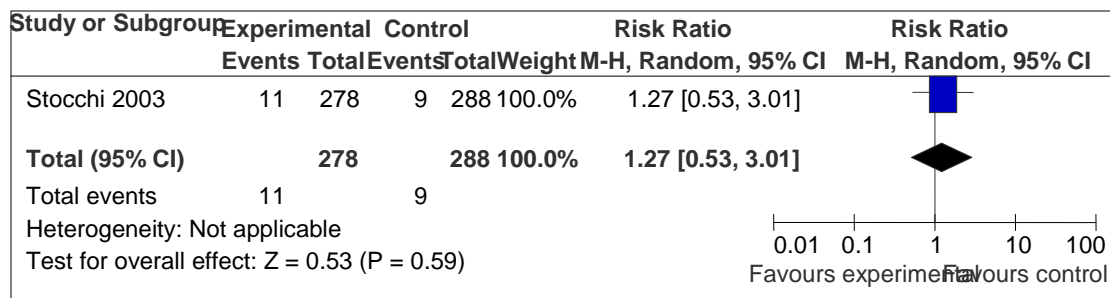 Study or Subgroup Experimental Control Risk Ratio Risk Ratio
Events Total Events Total Weight M-H, Random, 95% CI M-H, Random, 95% CI
Stocchi 2003 11 278 9 288 100.0% 1.27 [0.53, 3.01]
Total (95% CI) 278 288 100.0% 1.27 [0.53, 3.01]
Total events 11 9
Heterogeneity: Not applicable
Test for overall effect: Z = 0.53 (P = 0.59)
0.01 0.1 1 10 100
Favours experimental Favours control